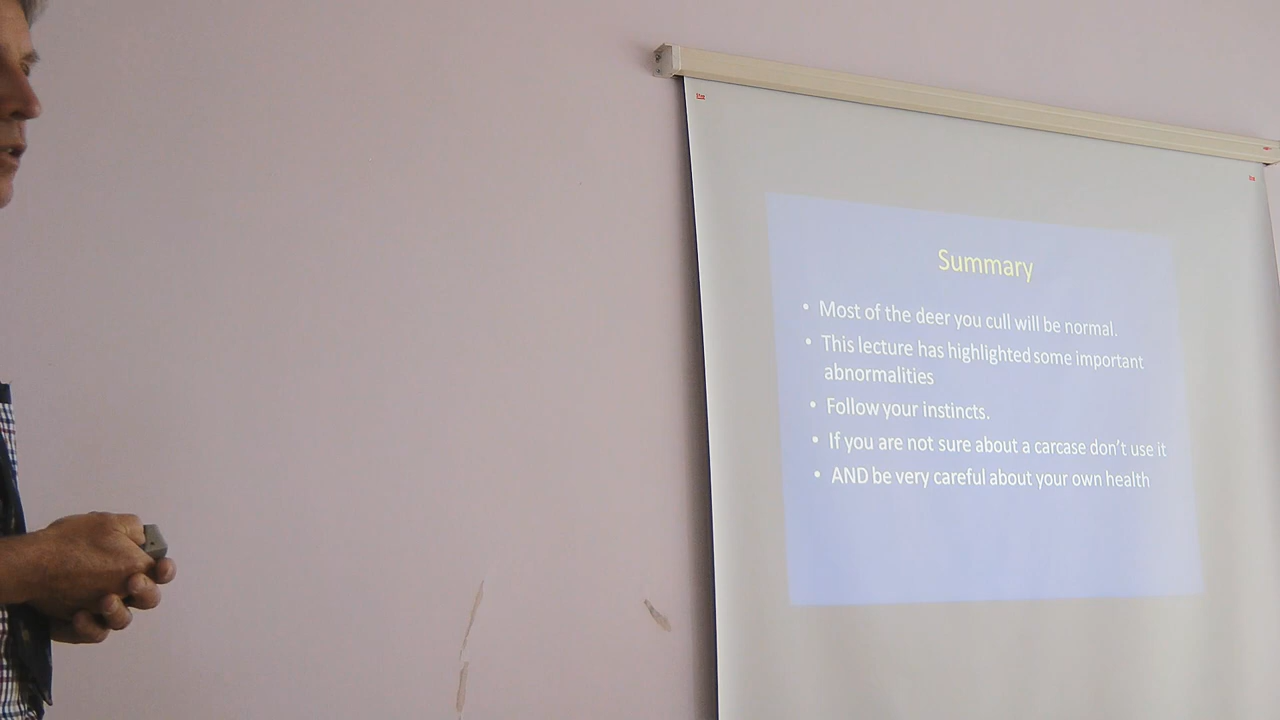 Summary
• Most of the deer you cull will be normal.
• This lecture has highlighted some important
abnormalities
• Follow your instincts.
• If you are not sure about a carcase don't use it
• AND be very careful about your own health